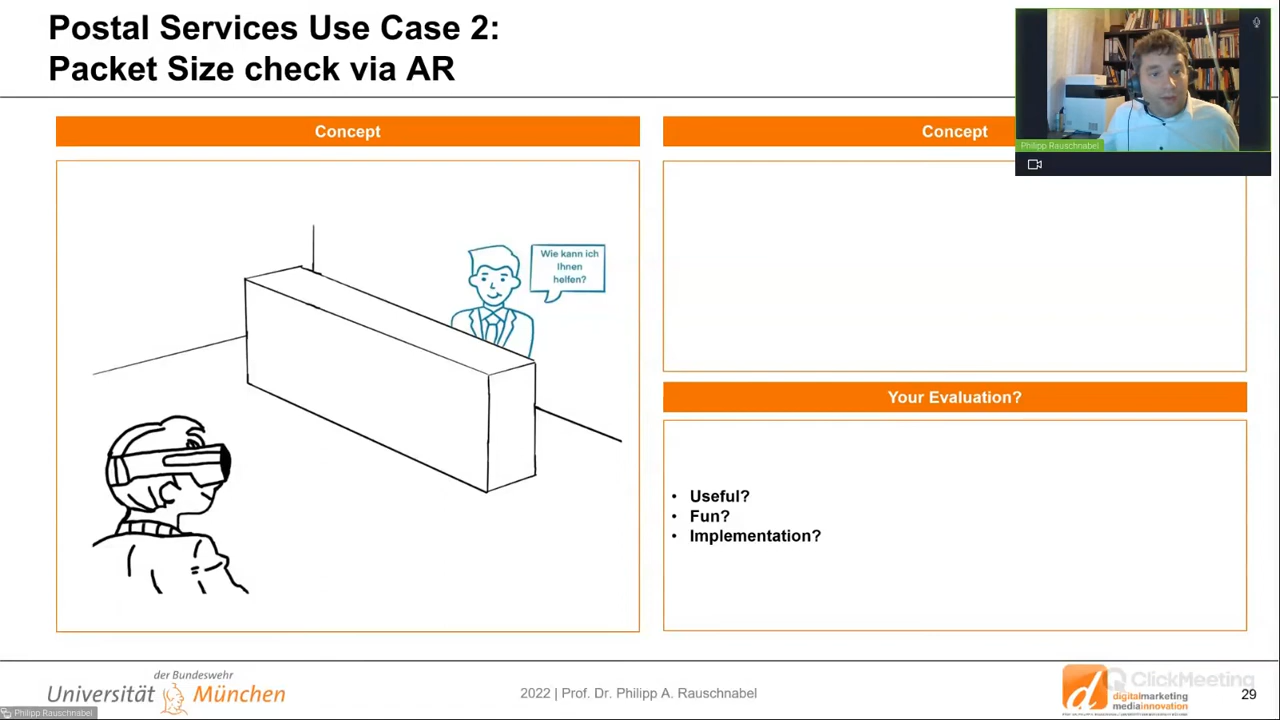 Postal Services Use Case 2:
Packet Size check via AR
Concept
Concept
Philipp Rauschnabel
Wie kann ich
Ihnen
helfen?
Your Evaluation?
• Useful?
• Fun?
• Implementation?
der Bundeswehr
Universität München
2022 | Prof. Dr. Philipp A. Rauschnabel
d
ClickMeeting
digitalmarketing
mediainnovation
29
Philipp Rauschnabel